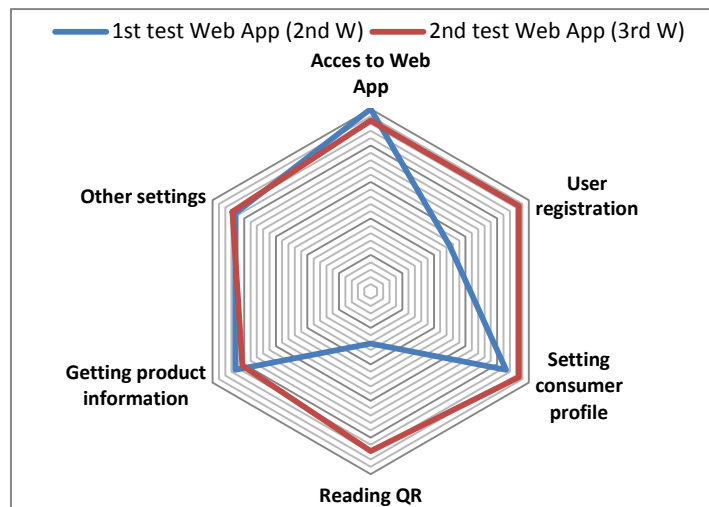 1st test Web App (2nd W) 2nd test Web App (3rd W)
Acces to Web
App
User
registration
Setting
consumer
profile
Reading QR
Getting product
information
Other settings